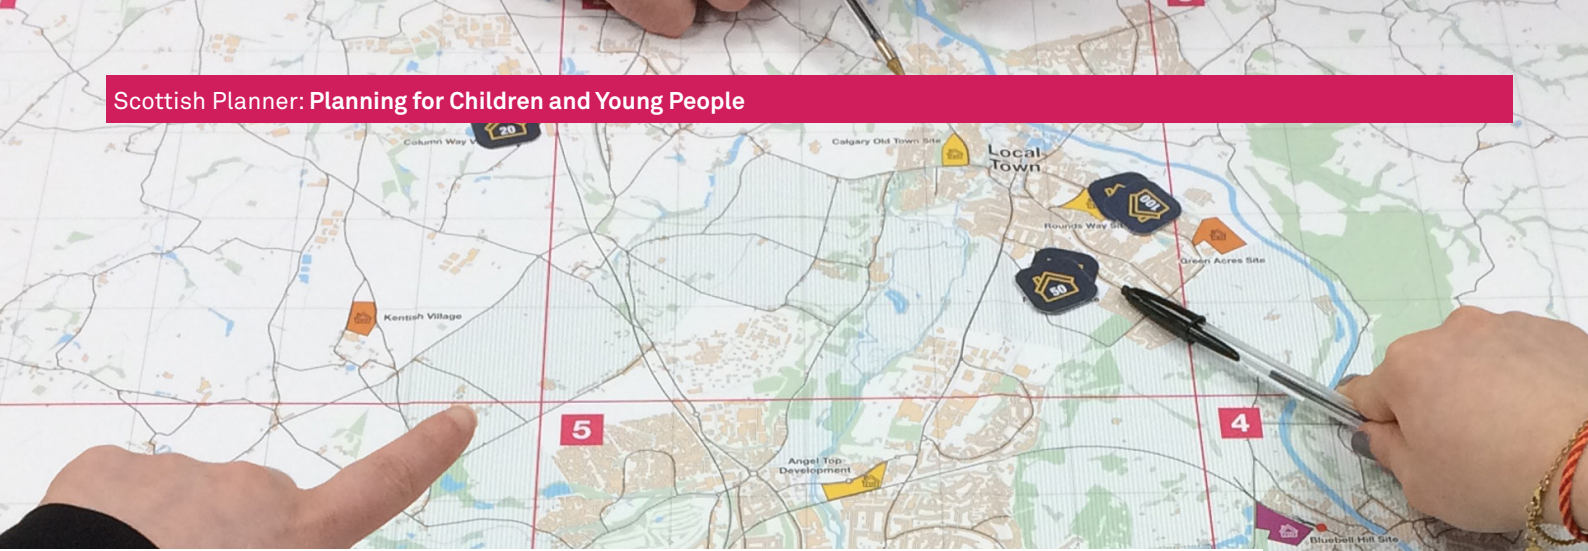 Scottish Planner: Planning for Children and Young People
20
Column Way
Calgary Old Town Site
Local
Town
100
Rounds Way
Green Acres Site
50
Kentish Village
5
4
Angel Top
Development
Bluebell Hill Site